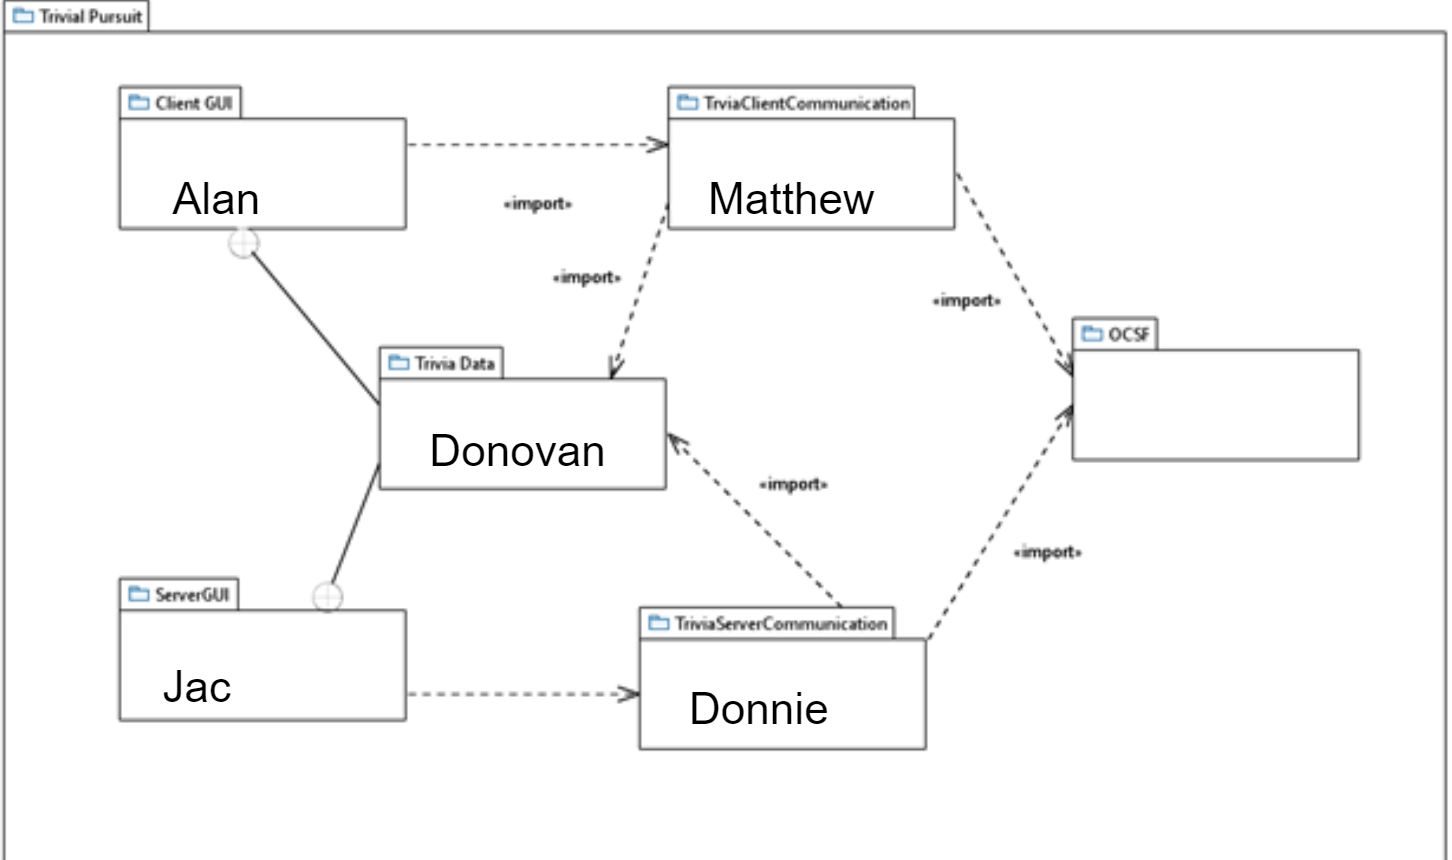 Trivial Pursuit
Client GUI
TrviaClientCommunication
Alan
Matthew
«import»
«import»
«import»
OCSF
Trivia Data
Donovan
«import»
«import»
ServerGUI
TriviaServerCommunication
Jac
Donnie